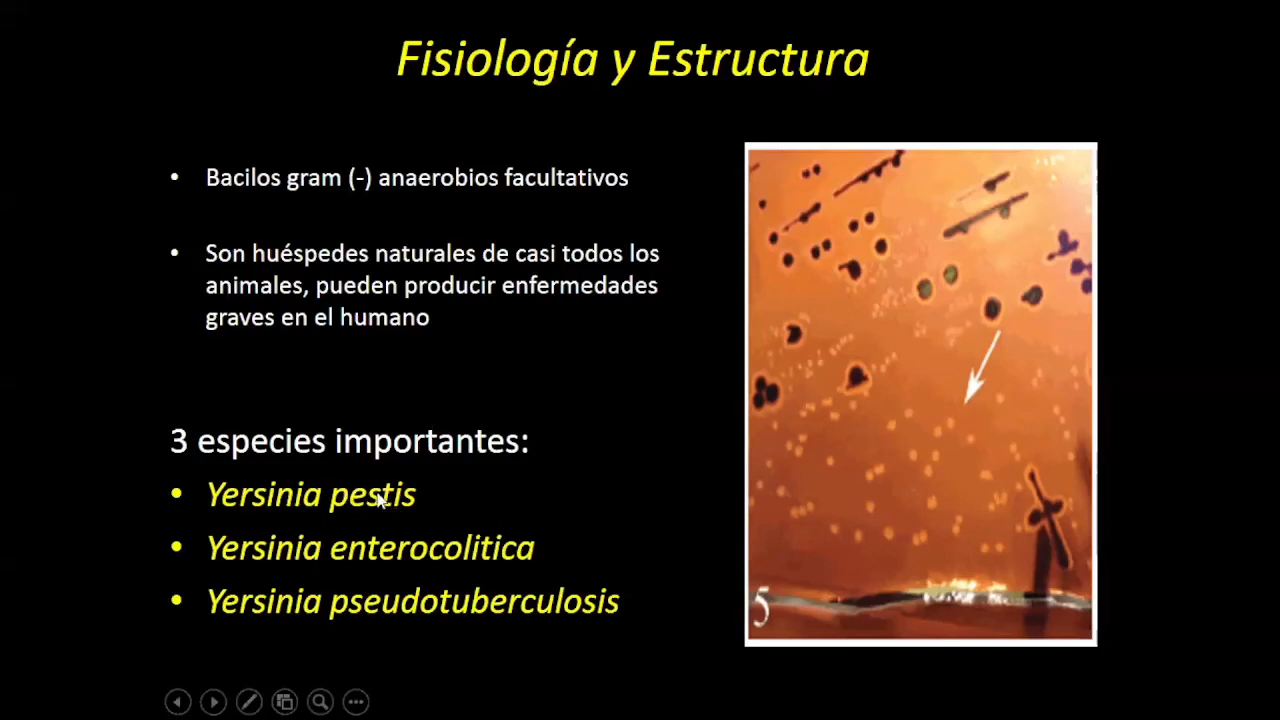 Fisiología y Estructura
• Bacilos gram (-) anaerobios facultativos
• Son huéspedes naturales de casi todos los
animales, pueden producir enfermedades
graves en el humano
3 especies importantes:
• Yersinia pestis
• Yersinia enterocolitica
• Yersinia pseudotuberculosis
5